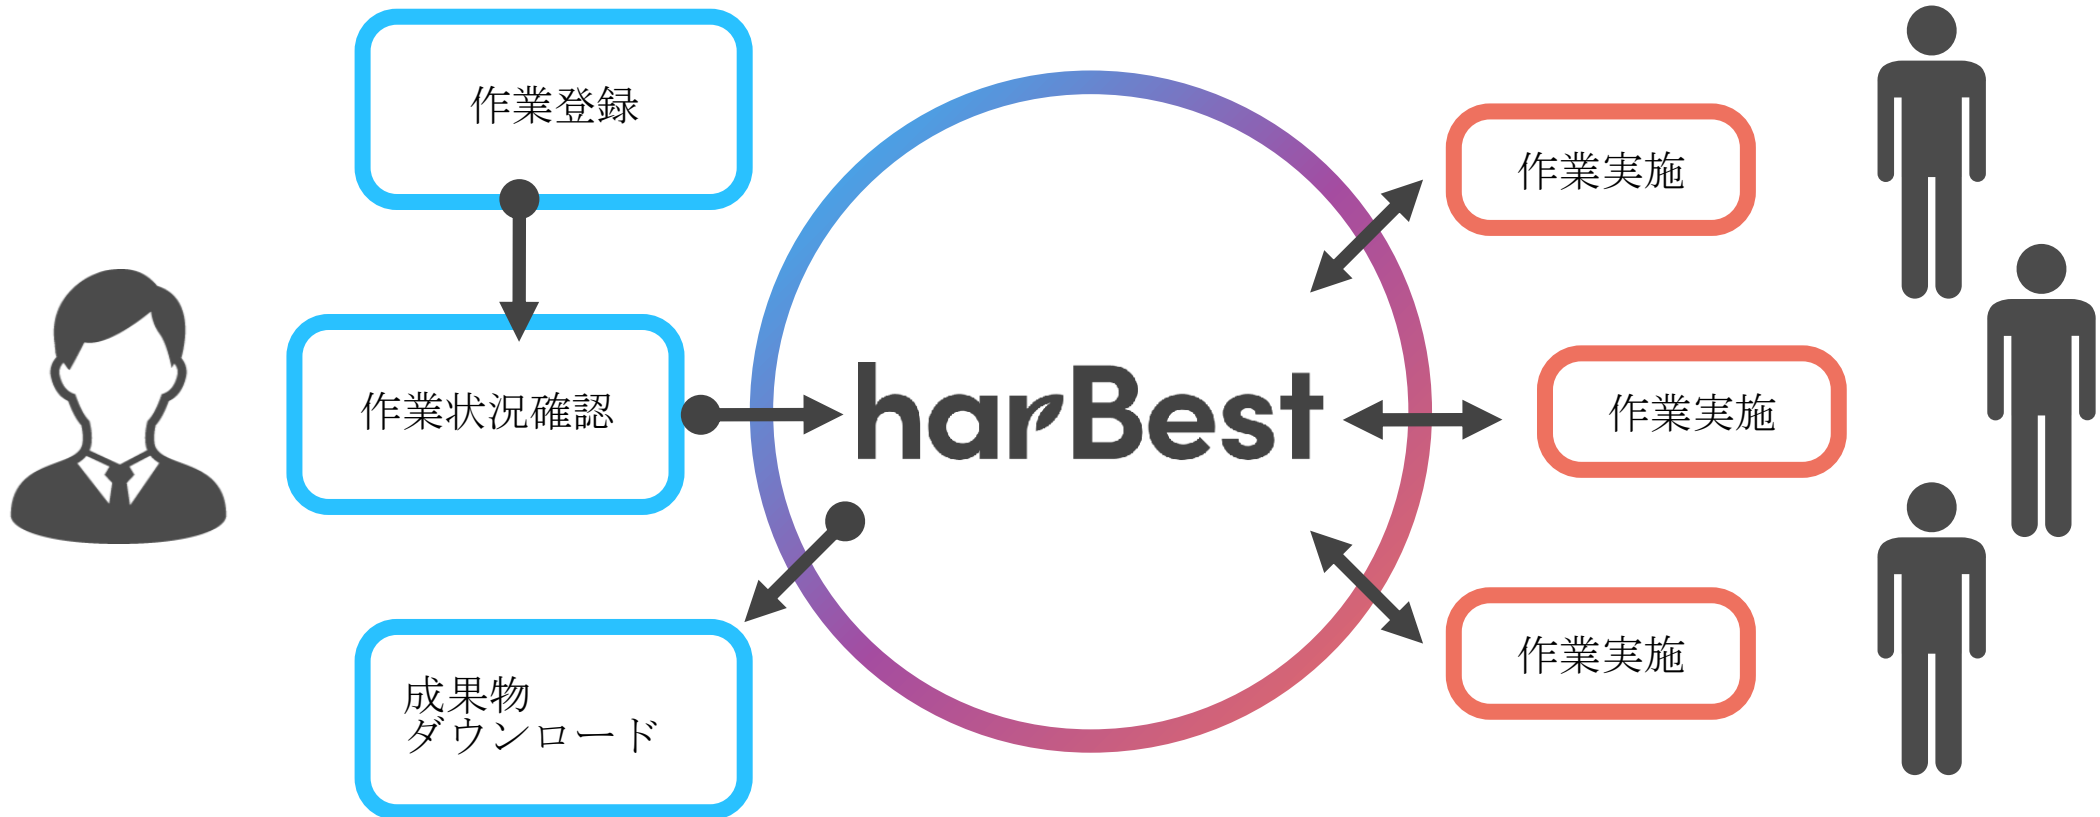 作業登録
作業状況確認
成果物
ダウンロード
harBest
作業実施
作業実施
作業実施